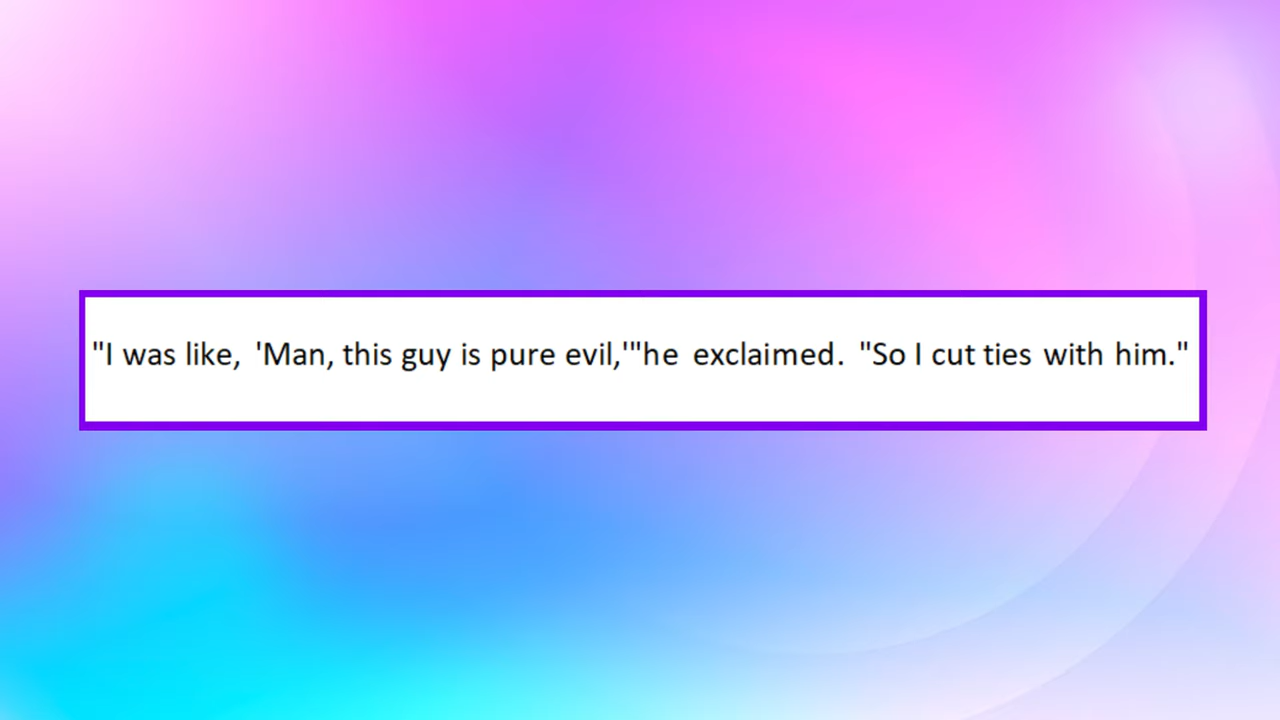 "I was like, 'Man, this guy is pure evil,'"he exclaimed. "So I cut ties with him."